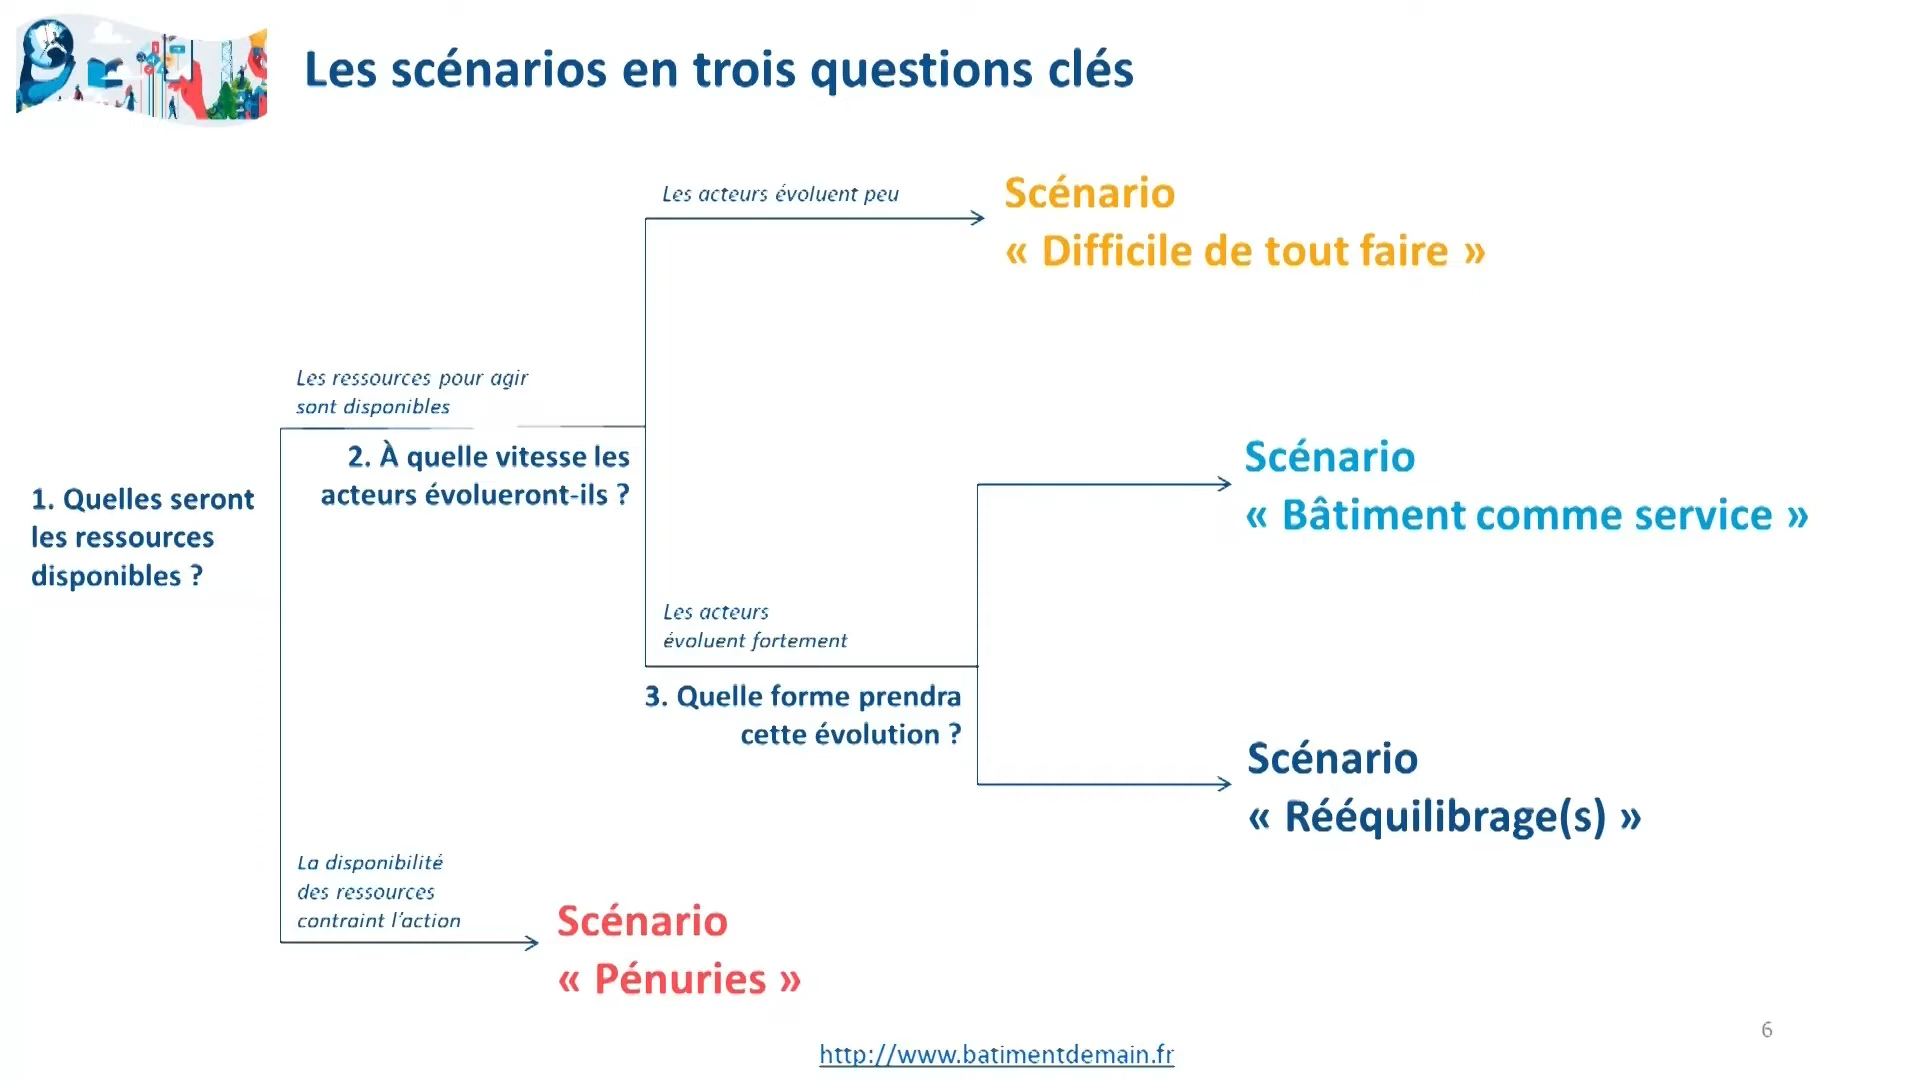 Les scénarios en trois questions clés
Les acteurs évoluent peu
Scénario
« Difficile de tout faire »
Les ressources pour agir
sont disponibles
2. À quelle vitesse les
acteurs évolueront-ils ?
1. Quelles seront
les ressources
disponibles ?
Scénario
« Bâtiment comme service »
Les acteurs
évoluent fortement
3. Quelle forme prendra
cette évolution ?
Scénario
« Rééquilibrage(s) »
La disponibilité
des ressources
contraint l'action
Scénario
« Pénuries »
6
http://www.batimentdemain.fr